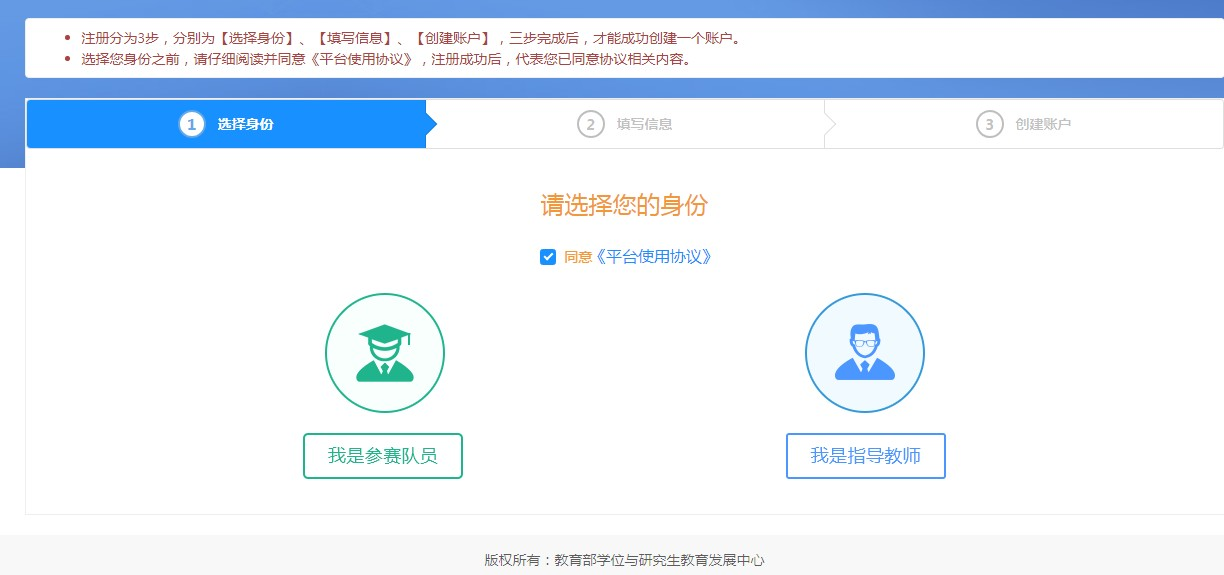 注册分为3步，分别为【选择身份】、【填写信息】、【创建账户】，三步完成后，才能成功创建一个账户。
选择您身份之前，请仔细阅读并同意《平台使用协议》，注册成功后，代表您已同意协议相关内容。
1 选择身份
2 填写信息
3 创建账户
请选择您的身份
同意《平台使用协议》
我是参赛队员
我是指导教师
版权所有：教育部学位与研究生教育发展中心